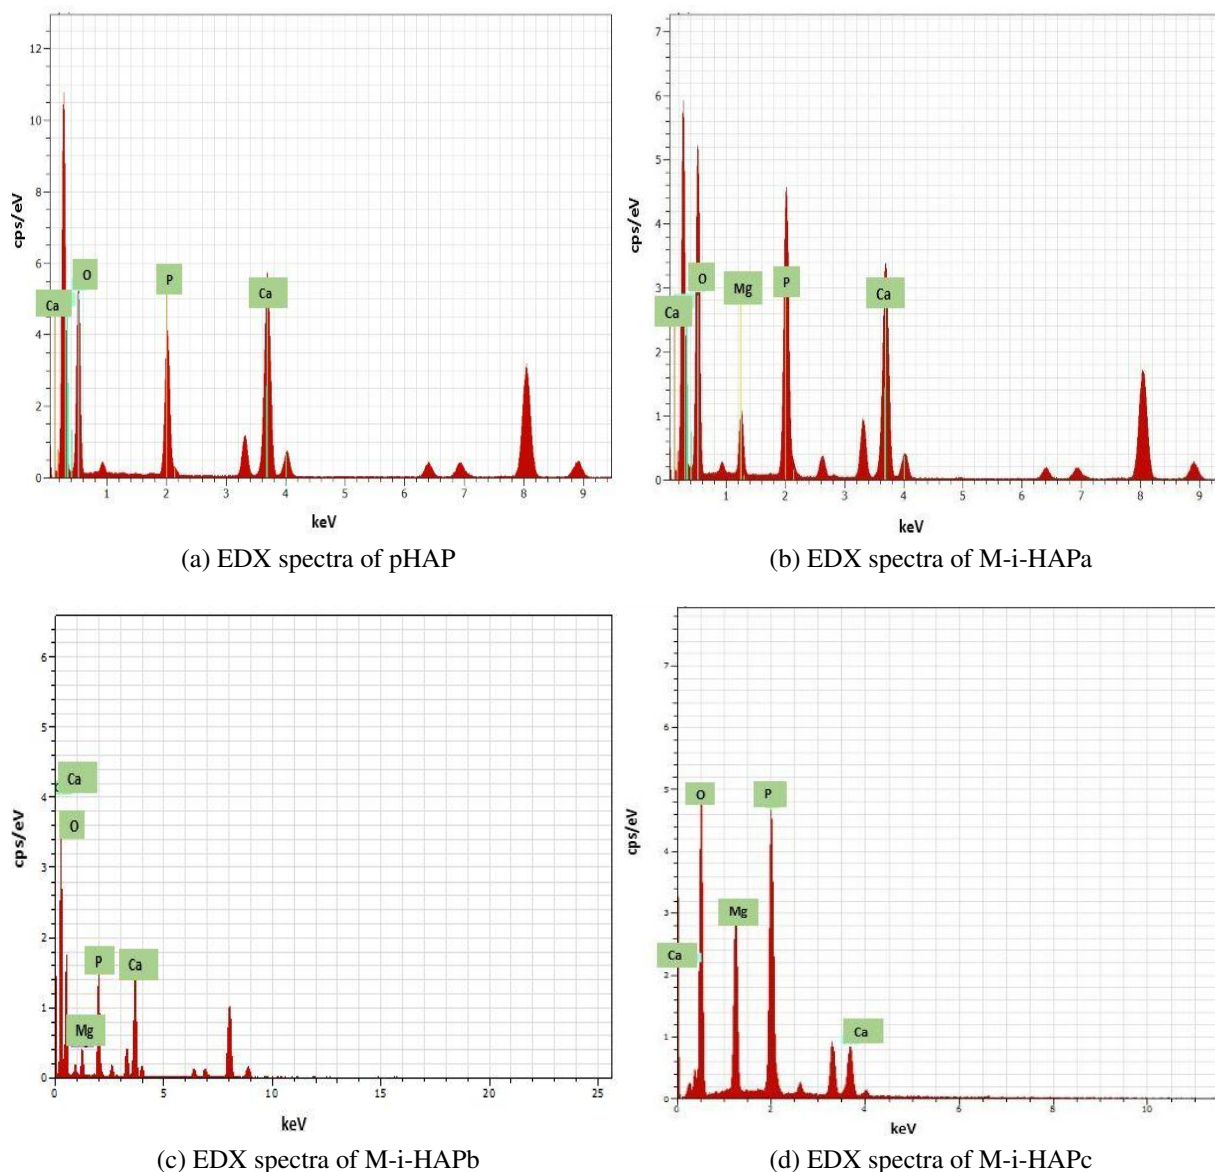 12
10
8
6
4
2
0
cps/eV
Ca
O
P
Ca
1 2 3 4 5 6 7 8 9
keV
(a) EDX spectra of pHAP
7
6
5
4
3
2
1
0
cps/eV
Ca
O
Mg
P
Ca
1 2 3 4 5 6 7 8 9
keV
(b) EDX spectra of M-i-HAPa
6
5
4
3
2
1
0
cps/eV
Ca
O
Mg
P
Ca
0 5 10 15 20 25
keV
(c) EDX spectra of M-i-HAPb
7
6
5
4
3
2
1
0
cps/eV
Ca
O
Mg
P
Ca
0 2 4 6 8 10
keV
(d) EDX spectra of M-i-HAPc